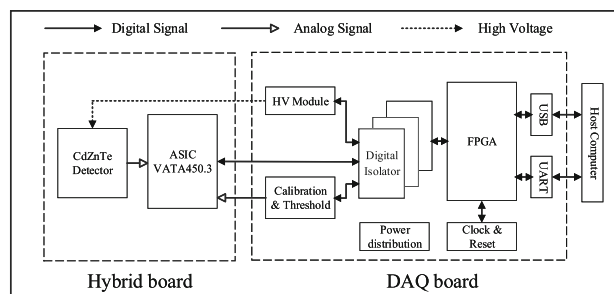 Digital Signal
Analog Signal
High Voltage
HV Module
CdZnTe
Detector
ASIC
VATA450.3
Calibration
& Threshold
Digital
Isolator
FPGA
USB
UART
Host Computer
Power
distribution
Clock &
Reset
Hybrid board
DAQ board